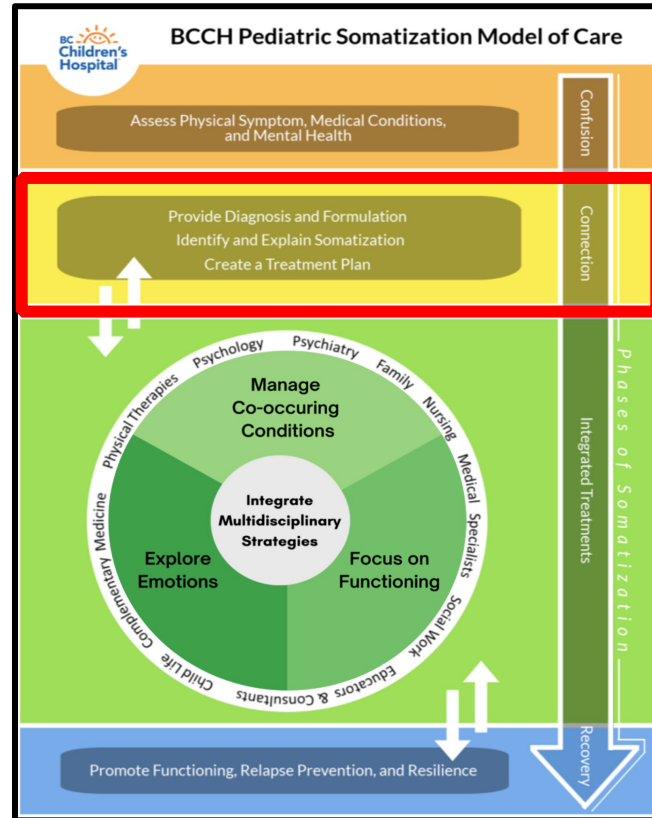 BC
Children's
Hospital
BCCH Pediatric Somatization Model of Care
Assess Physical Symptom, Medical Conditions,
and Mental Health
Confusion
Provide Diagnosis and Formulation
Identify and Explain Somatization
Create a Treatment Plan
Connection
Physical Therapies
Psychology
Psychiatry
Family
Nursing
Medical Specialists
Social Work
Educators & Consultants
Child Life
Complementary Medicine
Manage
Co-occuring
Conditions
Integrate
Multidisciplinary
Strategies
Explore
Emotions
Focus on
Functioning
Integrated Treatments
Phases of Somatization
Promote Functioning, Relapse Prevention, and Resilience
Recovery